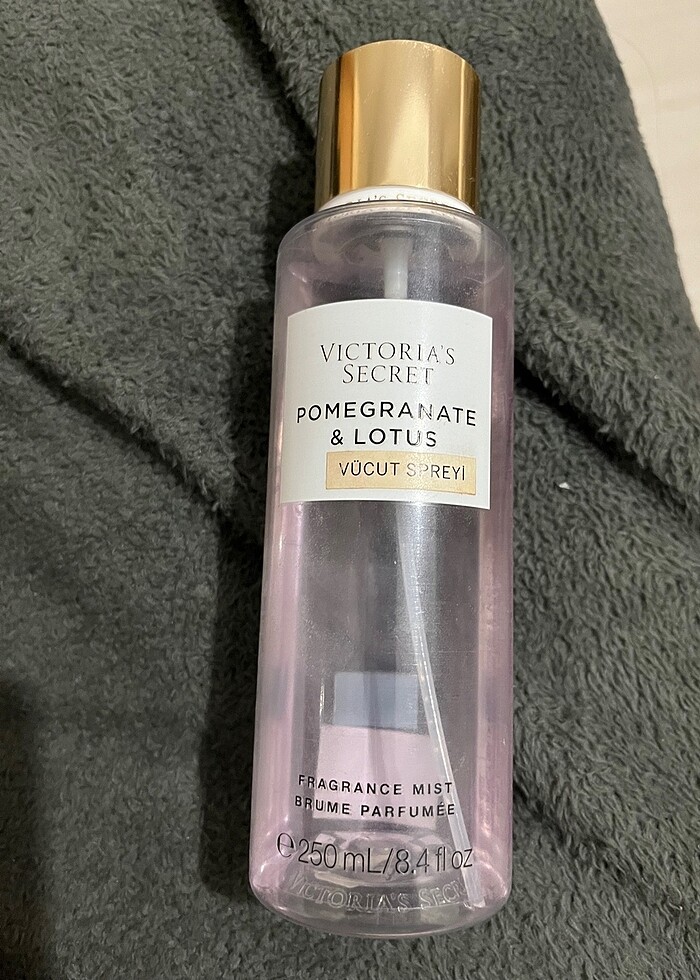 VICTORIA'S
SECRET
POMEGRANATE
& LOTUS
VÜCUT SPREYİ
FRAGRANCE MIST
BRUME PARFUMÉE
℮250 mL/8.4 fl oz
VICTORIA'S SECRET